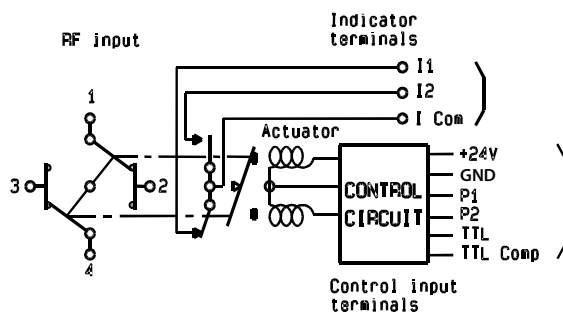 Indicator
terminals
RF input
I1
I2
I Com
1
Actuator
3
2
4
CONTROL
CIRCUIT
+24V
GND
P1
P2
TTL
TTL Comp
Control input
terminals